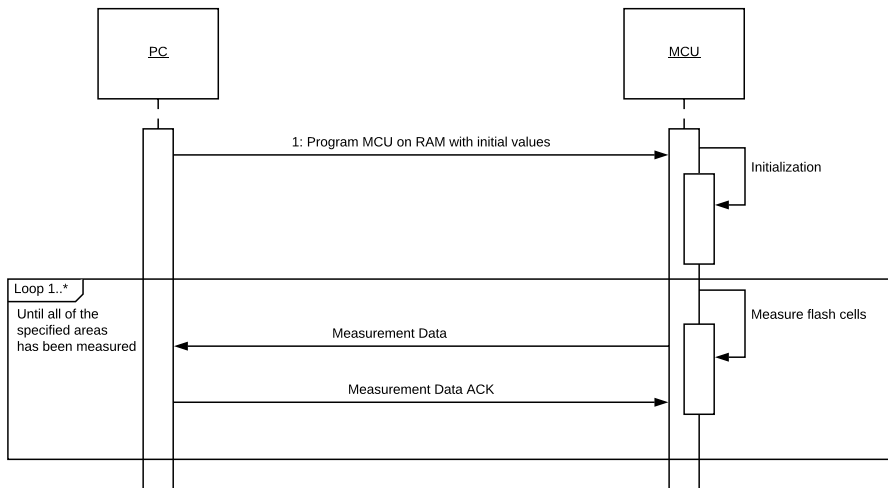 PC
MCU
1: Program MCU on RAM with initial values
Initialization
Loop 1..*
Until all of the
specified areas
has been measured
Measure flash cells
Measurement Data
Measurement Data ACK